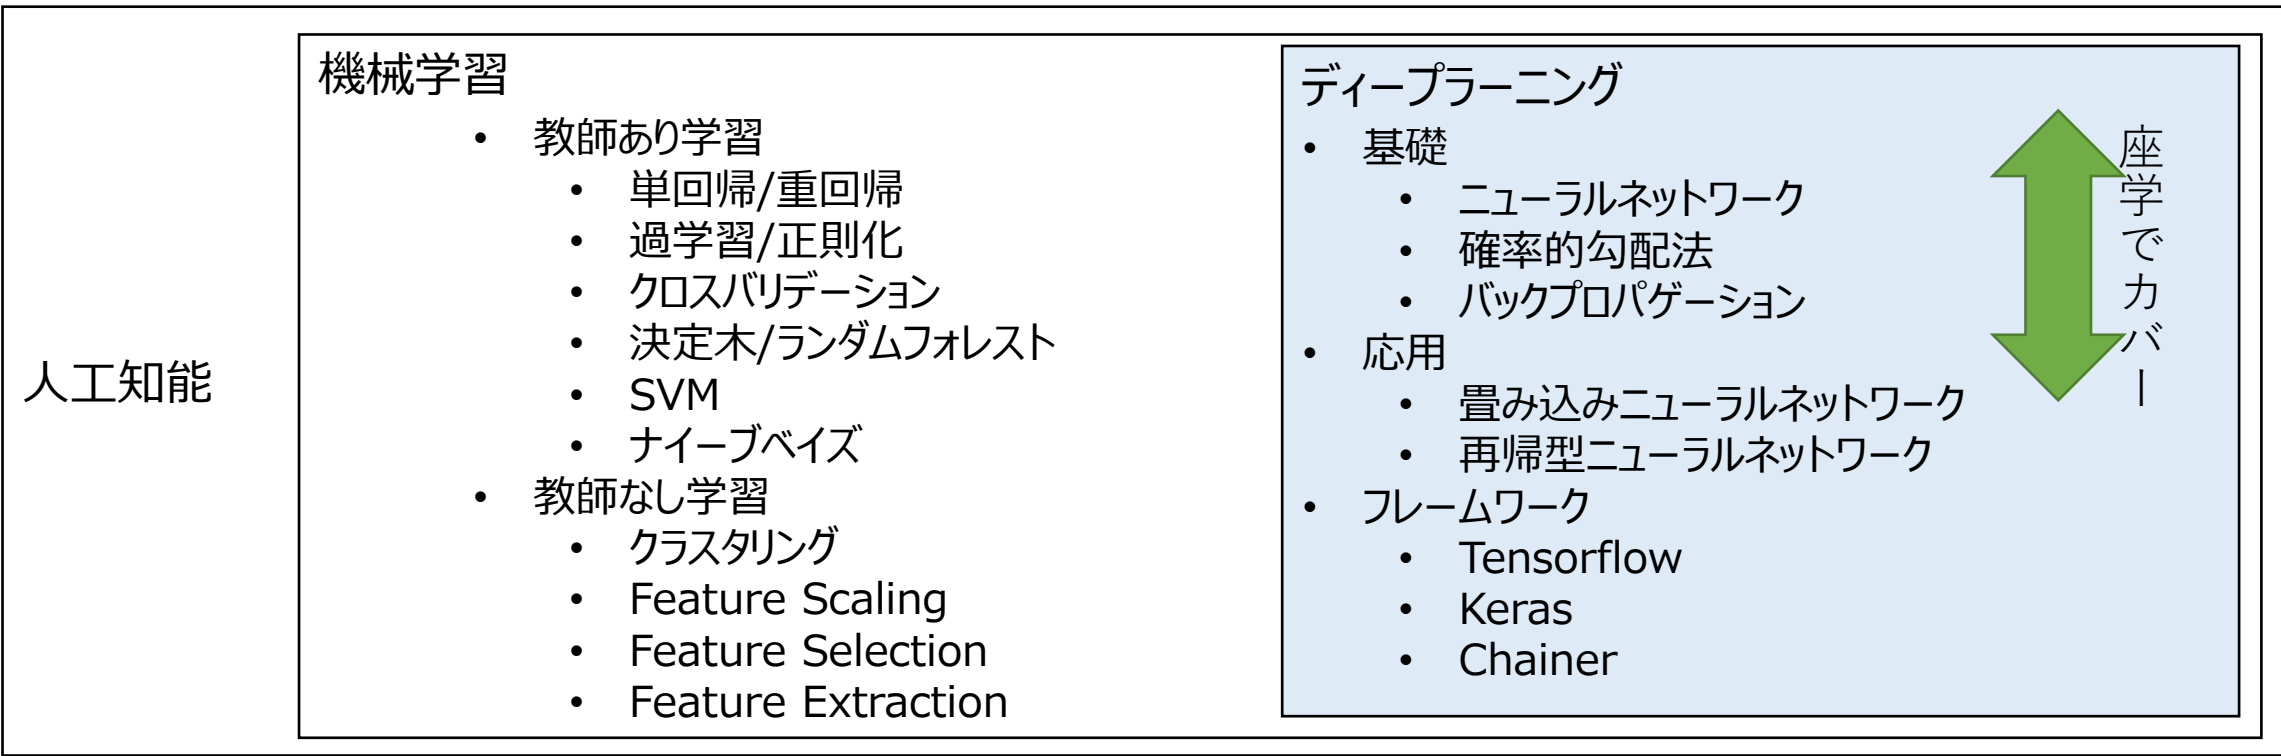 人工知能
機械学習
• 教師あり学習
• 単回帰/重回帰
• 過学習/正則化
• クロスバリデーション
• 決定木/ランダムフォレスト
• SVM
• ナイーブベイズ
• 教師なし学習
• クラスタリング
• Feature Scaling
• Feature Selection
• Feature Extraction
ディープラーニング
• 基礎
• ニューラルネットワーク
• 確率的勾配法
• バックプロパゲーション
• 応用
• 畳み込みニューラルネットワーク
• 再帰型ニューラルネットワーク
• フレームワーク
• Tensorflow
• Keras
• Chainer
座学でカバー